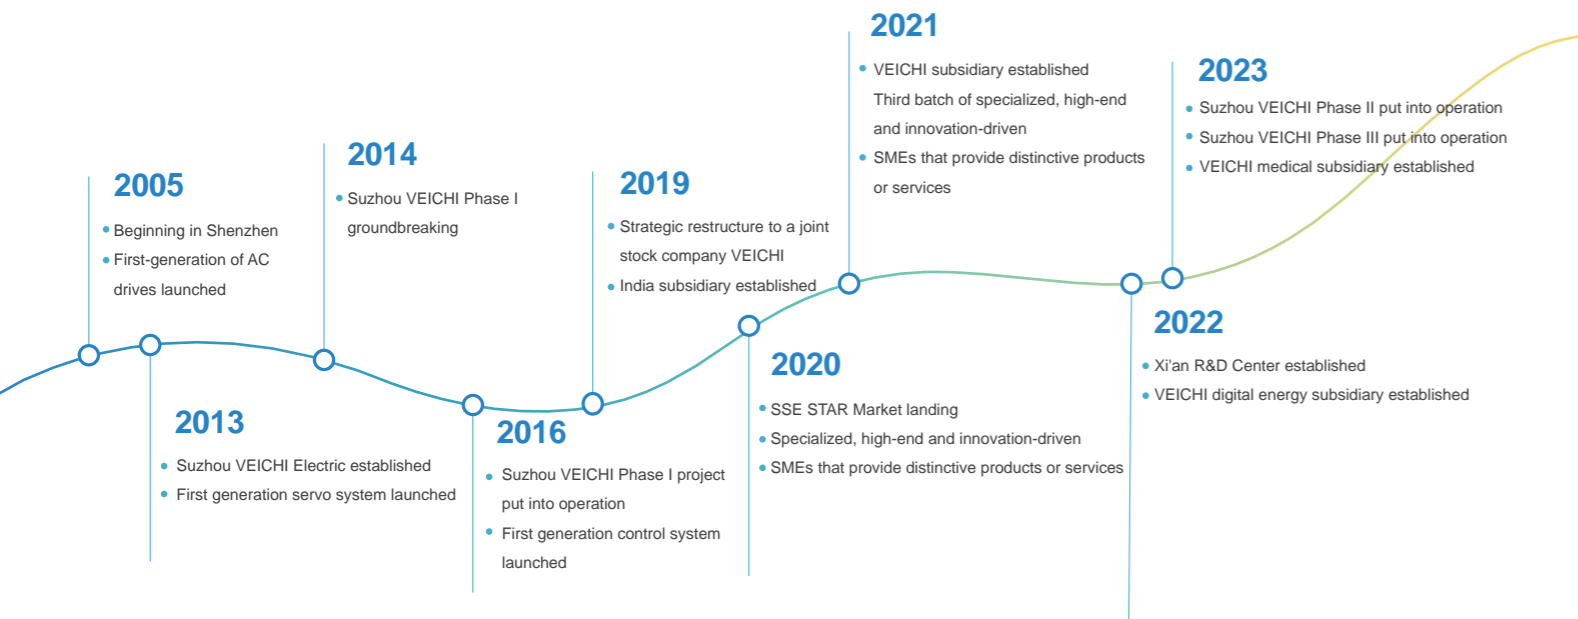 2005
Beginning in Shenzhen
First-generation of AC
drives launched
2013
Suzhou VEICHI Electric established
First generation servo system launched
2014
Suzhou VEICHI Phase I
groundbreaking
2016
Suzhou VEICHI Phase I project
put into operation
First generation control system
launched
2019
Strategic restructure to a joint
stock company VEICHI
India subsidiary established
2020
SSE STAR Market landing
Specialized, high-end and innovation-driven
SMEs that provide distinctive products or services
2021
VEICHI subsidiary established
Third batch of specialized, high-end
and innovation-driven
SMEs that provide distinctive products
or services
2022
Xi'an R&D Center established
VEICHI digital energy subsidiary established
2023
Suzhou VEICHI Phase II put into operation
Suzhou VEICHI Phase III put into operation
VEICHI medical subsidiary established